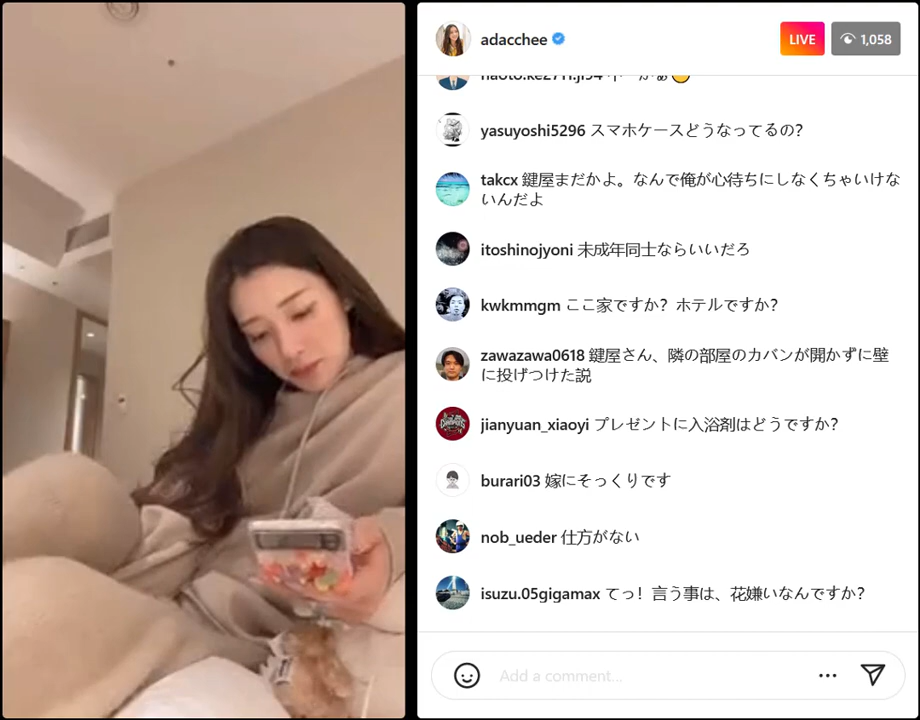 adacchee
LIVE
1,058
yasuyoshi5296 スマホケースどうなってるの？
takcx 鍵屋まだかよ。なんで俺が心待ちにしなくちゃいけな
いんだよ
itoshinojyoni 未成年同士ならいいだろ
kwkmmgm ここ家ですか？ホテルですか？
zawazawa0618 鍵屋さん、隣の部屋のカバンが開かずに壁
に投げつけた説
jianyuan_xiaoyi プレゼントに入浴剤はどうですか？
burari03 嫁にそっくりです
nob_ueder 仕方がない
isuzu.05gigamax てっ！言う事は、花嫌いなんですか？
Add a comment...